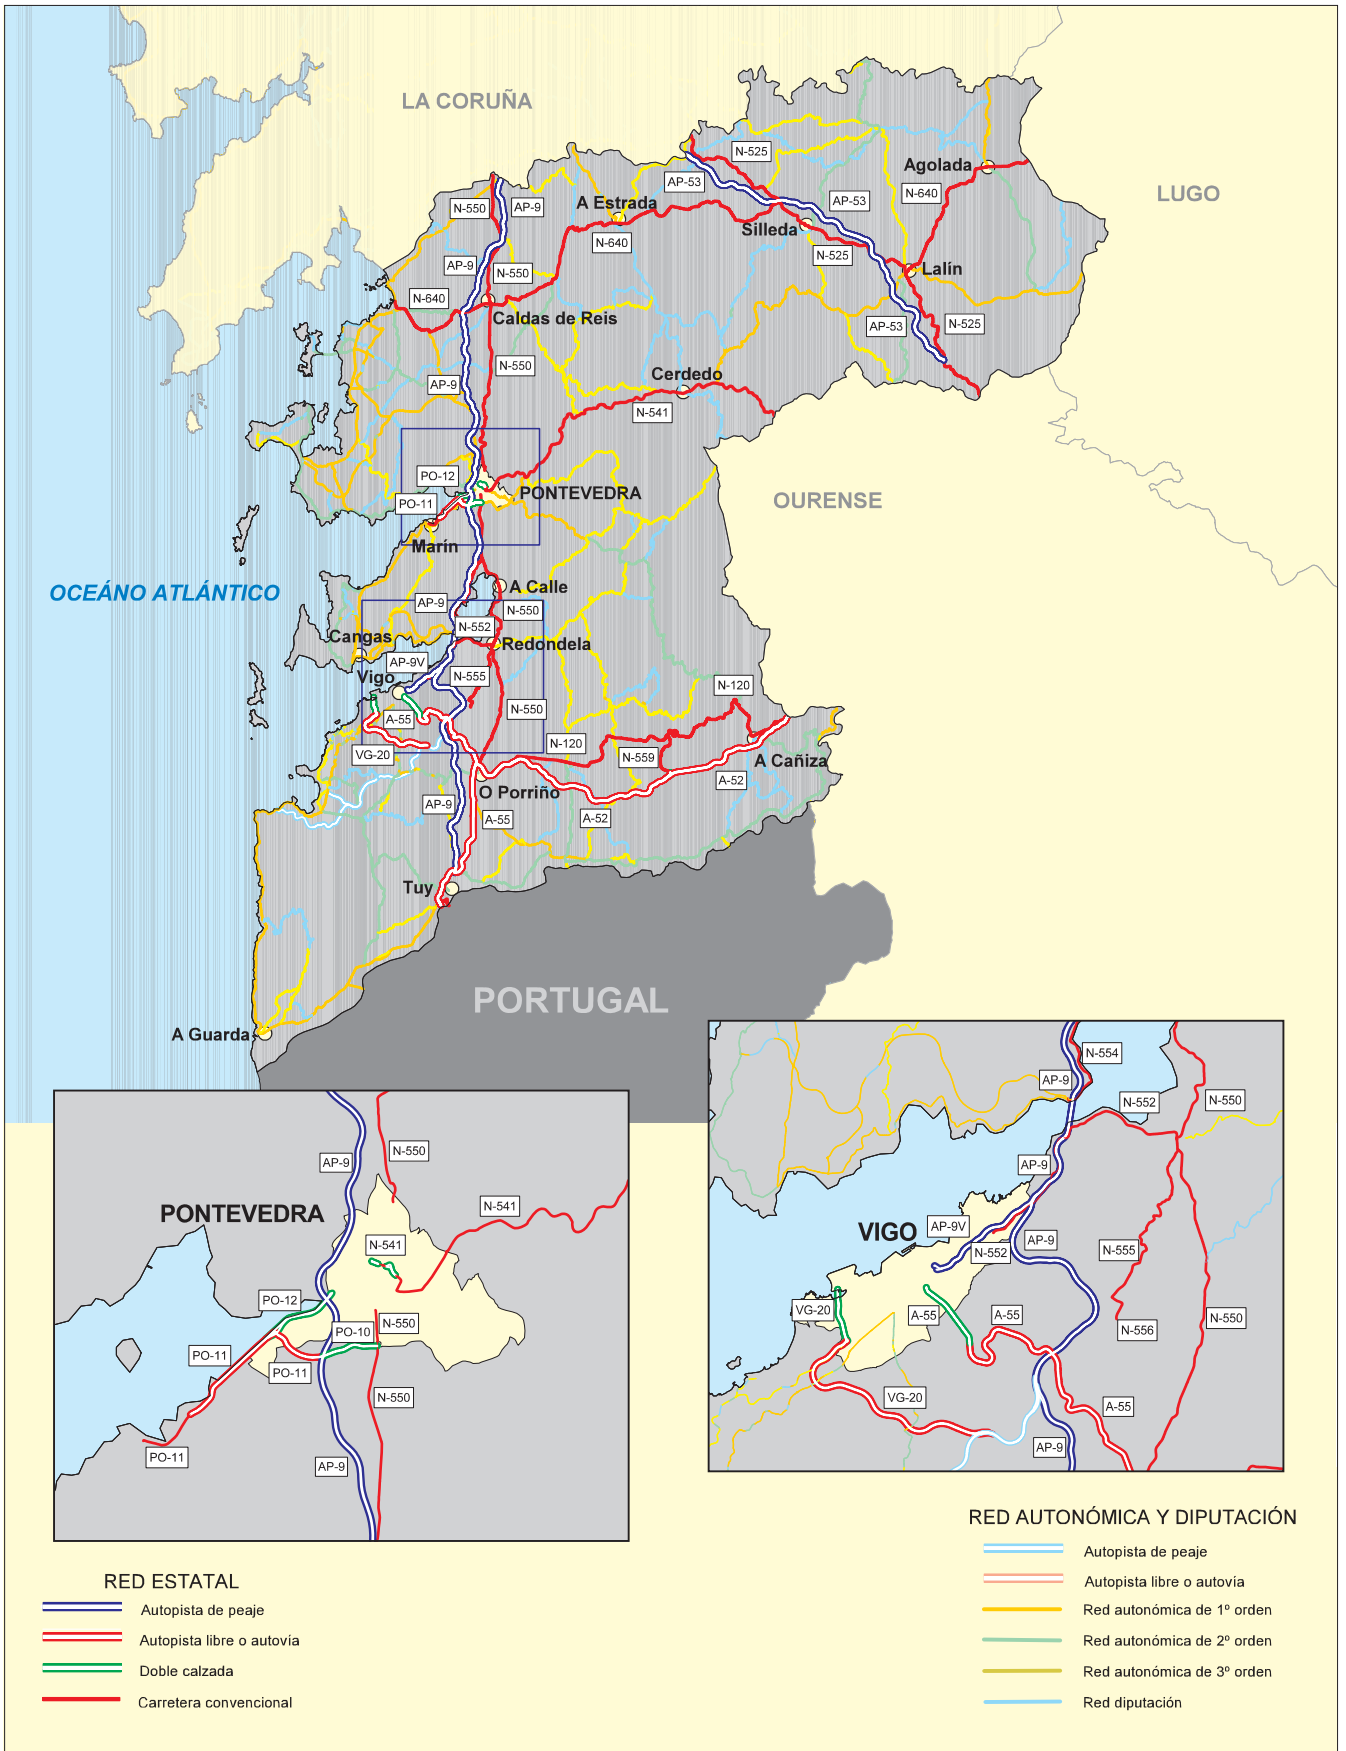 LA CORUÑA
LUGO
N-525
Agolada
AP-53
N-640
A Estrada
AP-53
N-550
AP-9
Silleda
N-640
N-525
AP-9
N-550
Lalín
N-640
Caldas de Reis
AP-53
N-525
N-550
AP-9
Cerdedo
N-541
PO-12
PONTEVEDRA
OURENSE
PO-11
Marín
OCEÁNO ATLÁNTICO
A Calle
AP-9
N-550
N-552
Cangas
Redondela
AP-9V
Vigo
N-555
N-120
N-550
A-55
N-120
VG-20
N-559
A Cañiza
A-52
O Porriño
AP-9
A-55
A-52
Tuy
PORTUGAL
A Guarda
AP-9
N-550
PONTEVEDRA
N-541
N-541
PO-12
N-550
PO-10
PO-11
PO-11
N-550
PO-11
AP-9
N-554
AP-9
N-552
N-550
AP-9
AP-9V
VIGO
AP-9
N-552
N-555
VG-20
A-55
A-55
N-550
N-556
VG-20
A-55
AP-9
RED ESTATAL
Autopista de peaje
Autopista libre o autovía
Doble calzada
Carretera convencional
RED AUTONÓMICA Y DIPUTACIÓN
Autopista de peaje
Autopista libre o autovía
Red autonómica de 1º orden
Red autonómica de 2º orden
Red autonómica de 3º orden
Red diputación